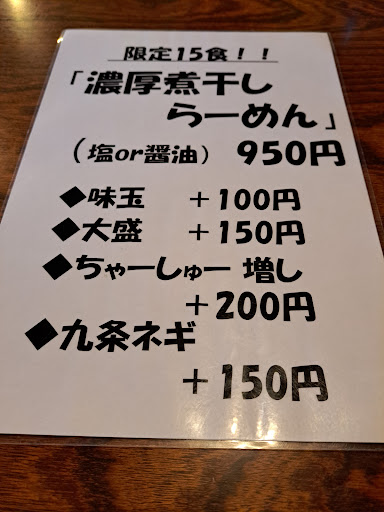 限定15食！！
「濃厚煮干し
らーめん」
（塩or醤油） 950円
◆味玉 ＋100円
◆大盛 ＋150円
◆ちゃーしゅー 増し
＋200円
◆九条ネギ
＋150円